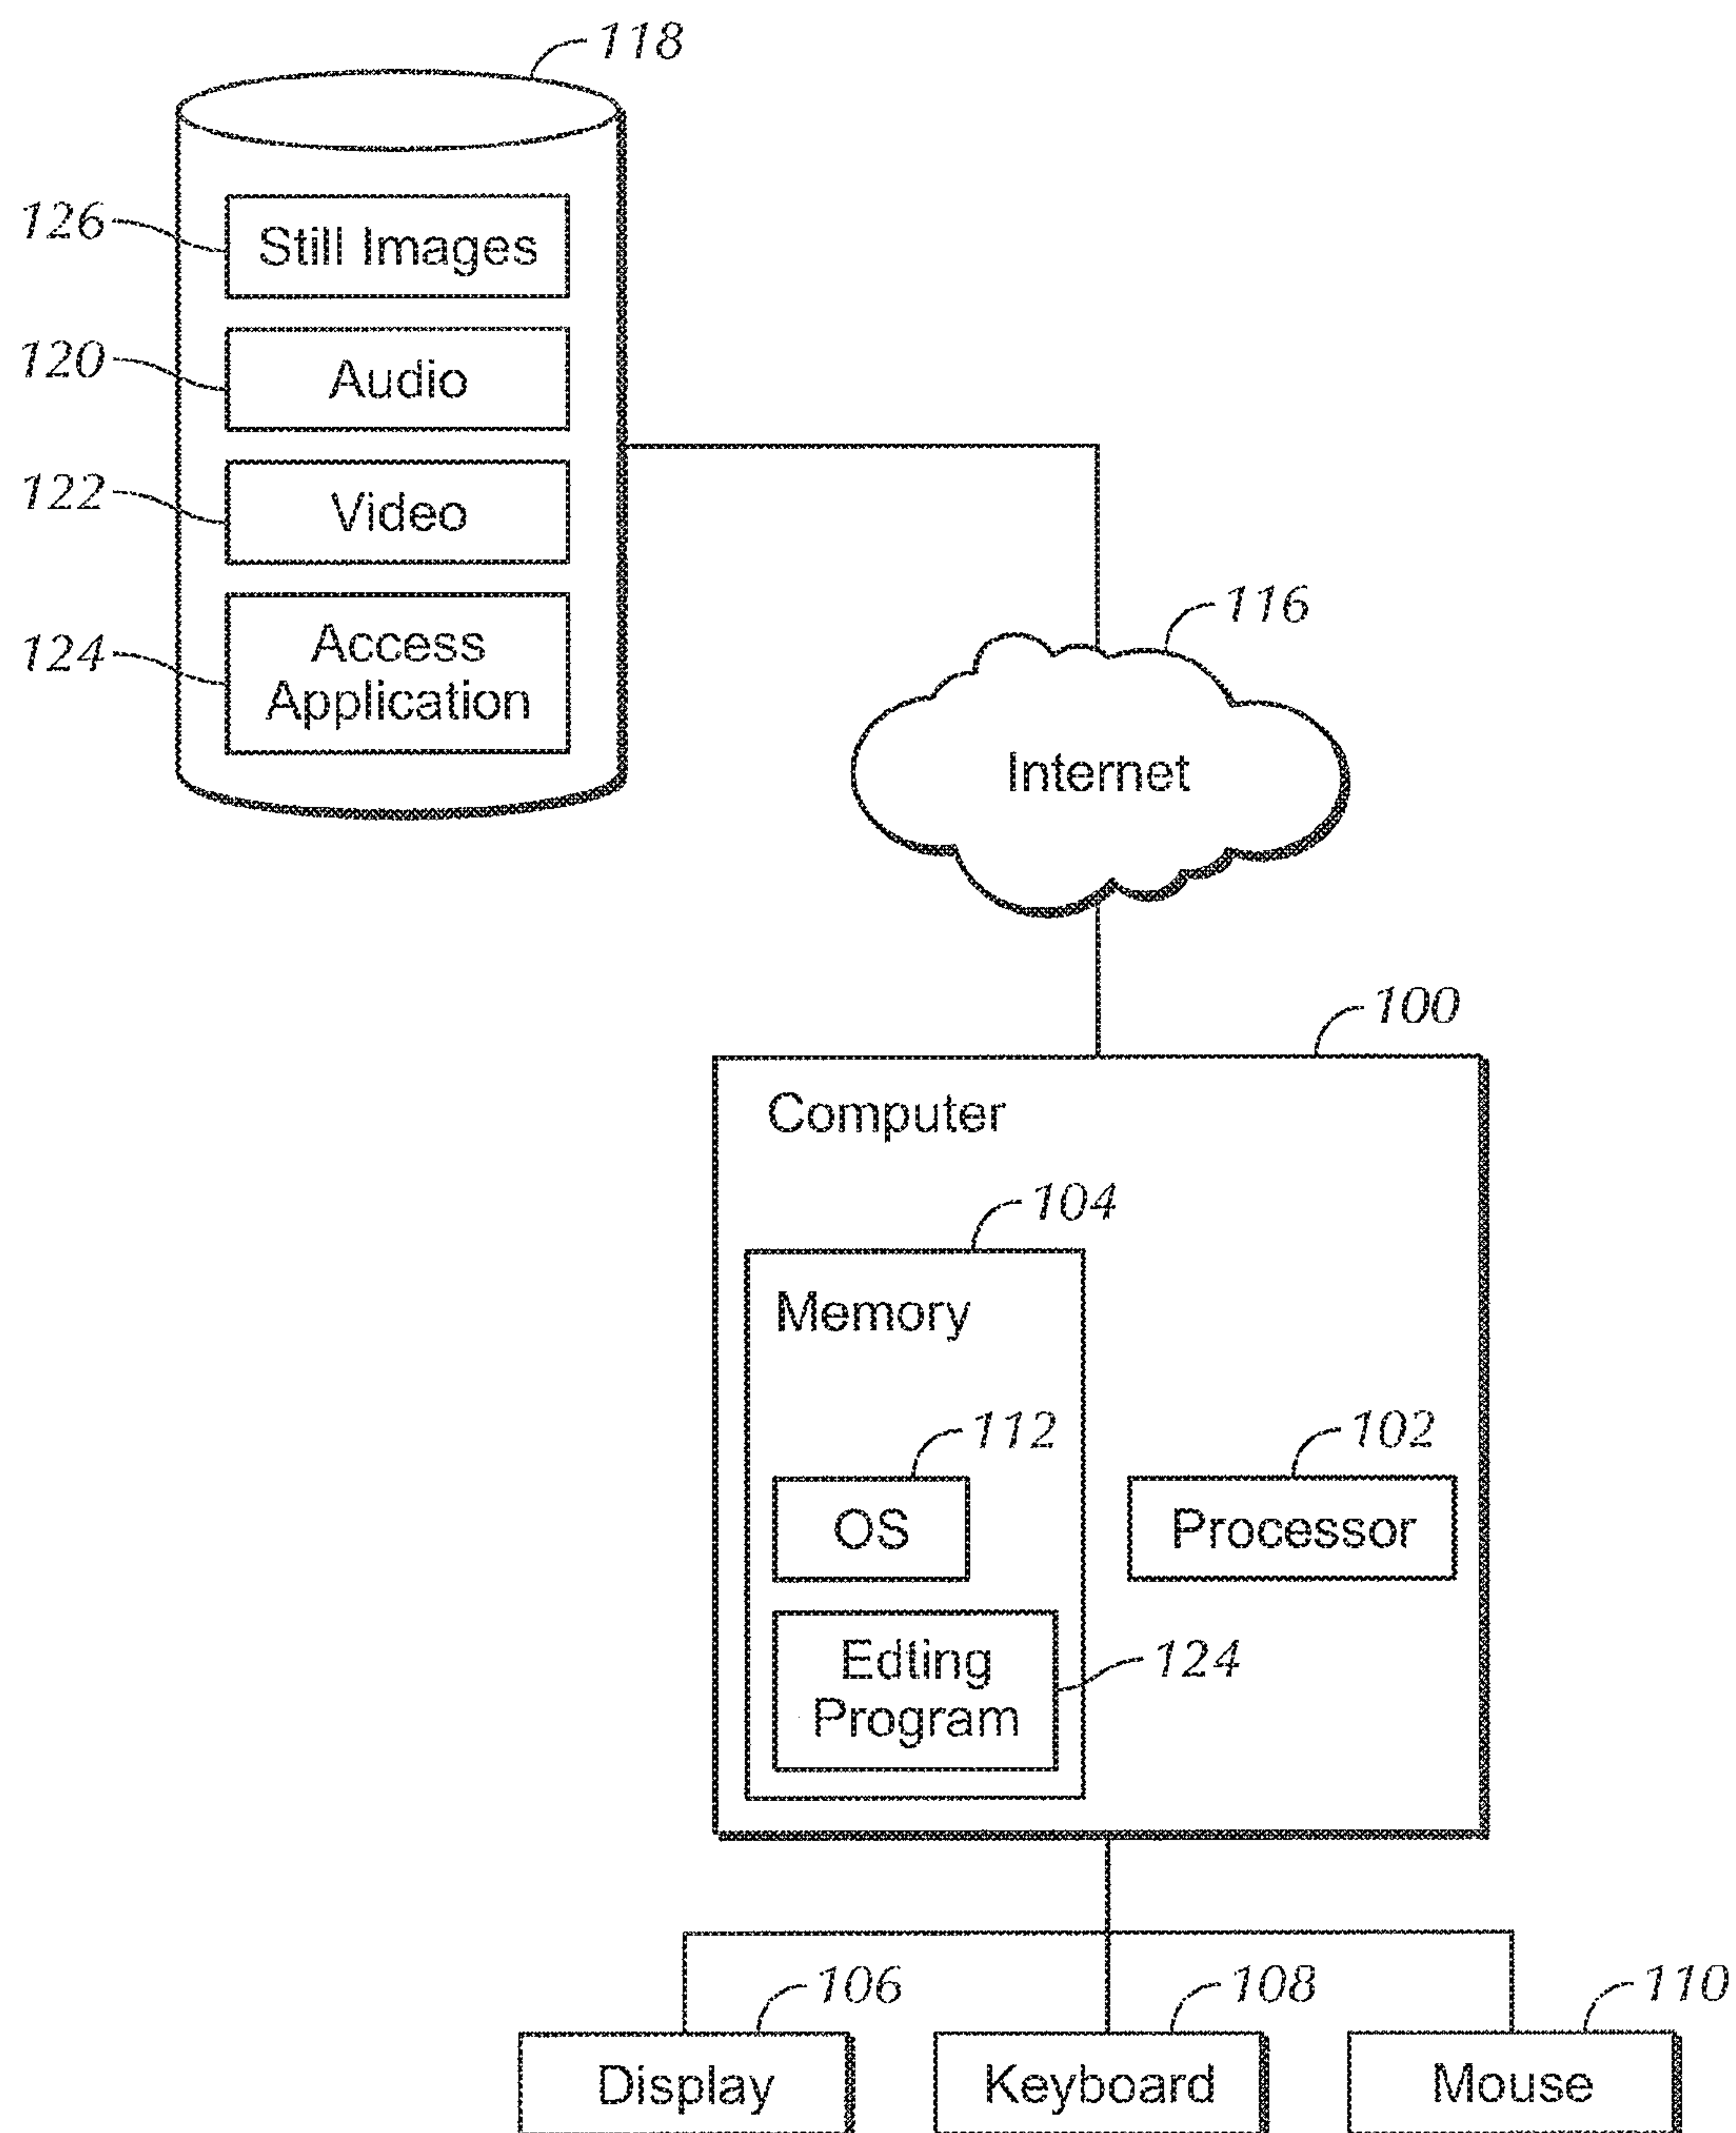 118
126
Still Images
120
Audio
122
Video
124
Access
Application
116
Internet
100
Computer
104
Memory
112
OS
102
Processor
Edting
Program
124
106
Display
108
Keyboard
110
Mouse